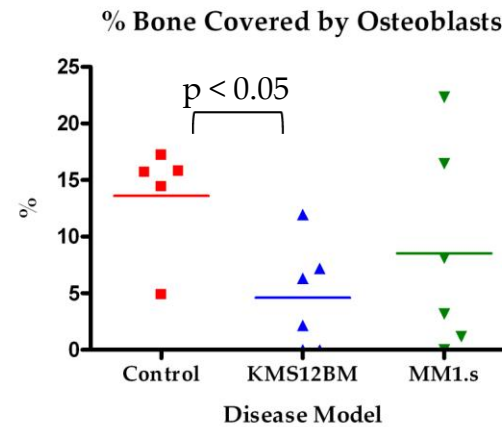 % Bone Covered by Osteoblasts
25
p < 0.05
20
15
%
10
5
0
Control KMS12BM MM1.s
Disease Model